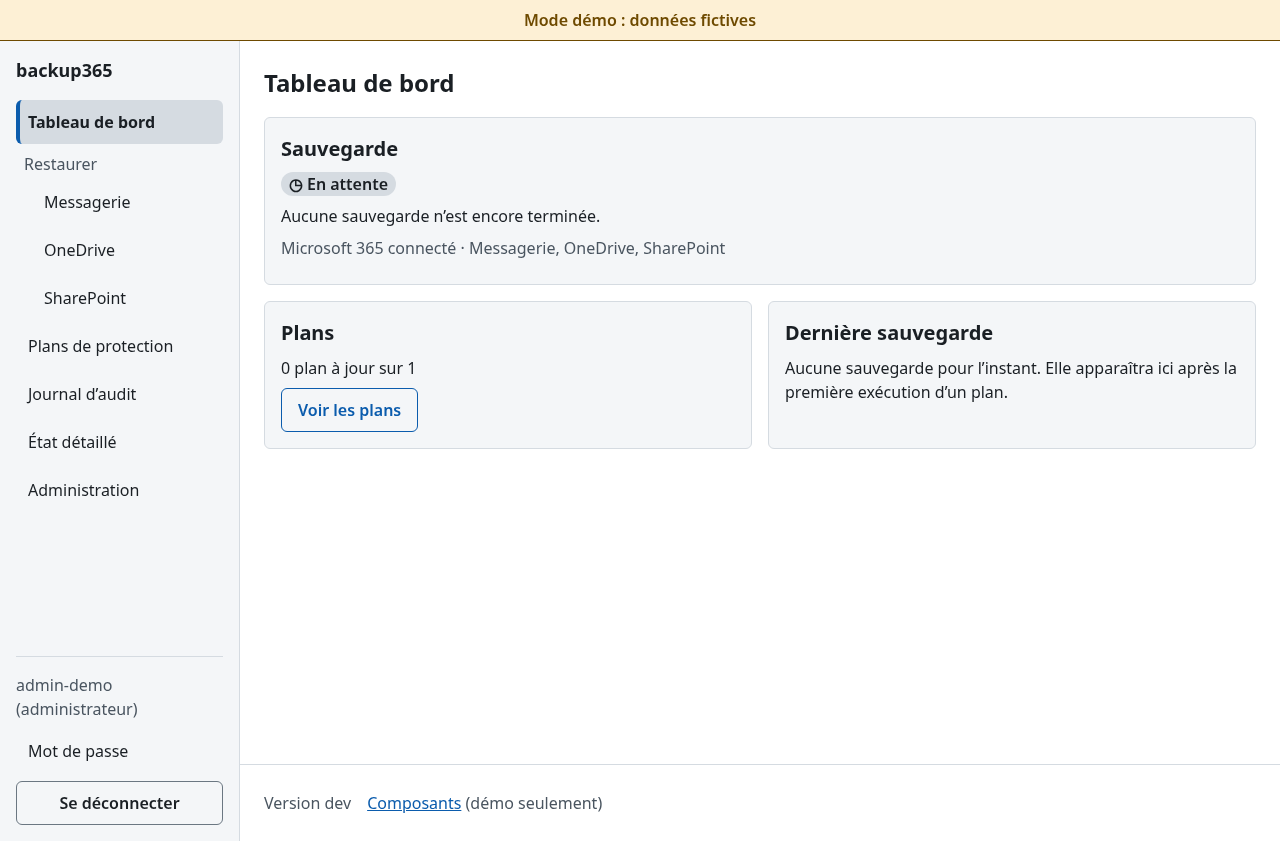 Mode démo : données fictives
backup365
Tableau de bord
Restaurer
Messagerie
OneDrive
SharePoint
Plans de protection
Journal d’audit
État détaillé
Administration
admin-demo
(administrateur)
Mot de passe
Se déconnecter
Tableau de bord
Sauvegarde
En attente
Aucune sauvegarde n’est encore terminée.
Microsoft 365 connecté · Messagerie, OneDrive, SharePoint
Plans
0 plan à jour sur 1
Voir les plans
Dernière sauvegarde
Aucune sauvegarde pour l’instant. Elle apparaîtra ici après la
première exécution d’un plan.
Version dev Composants (démo seulement)